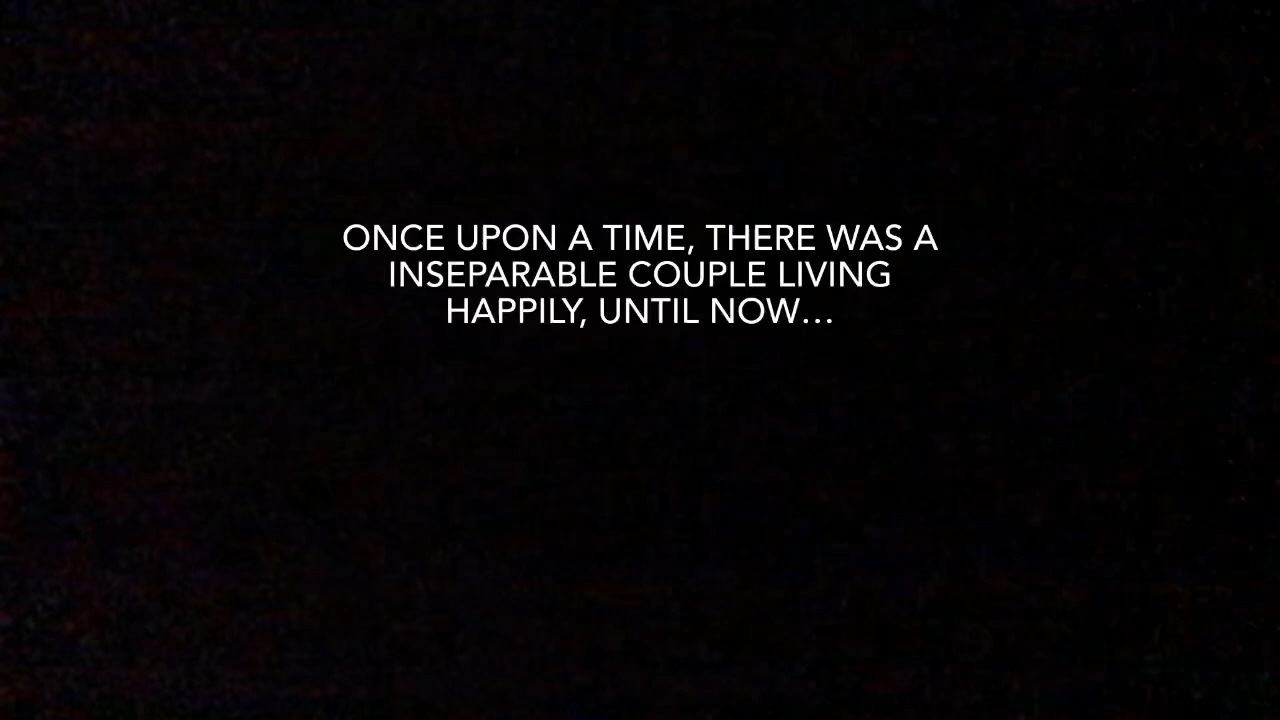 ONCE UPON A TIME, THERE WAS A
INSEPARABLE COUPLE LIVING
HAPPILY, UNTIL NOW…